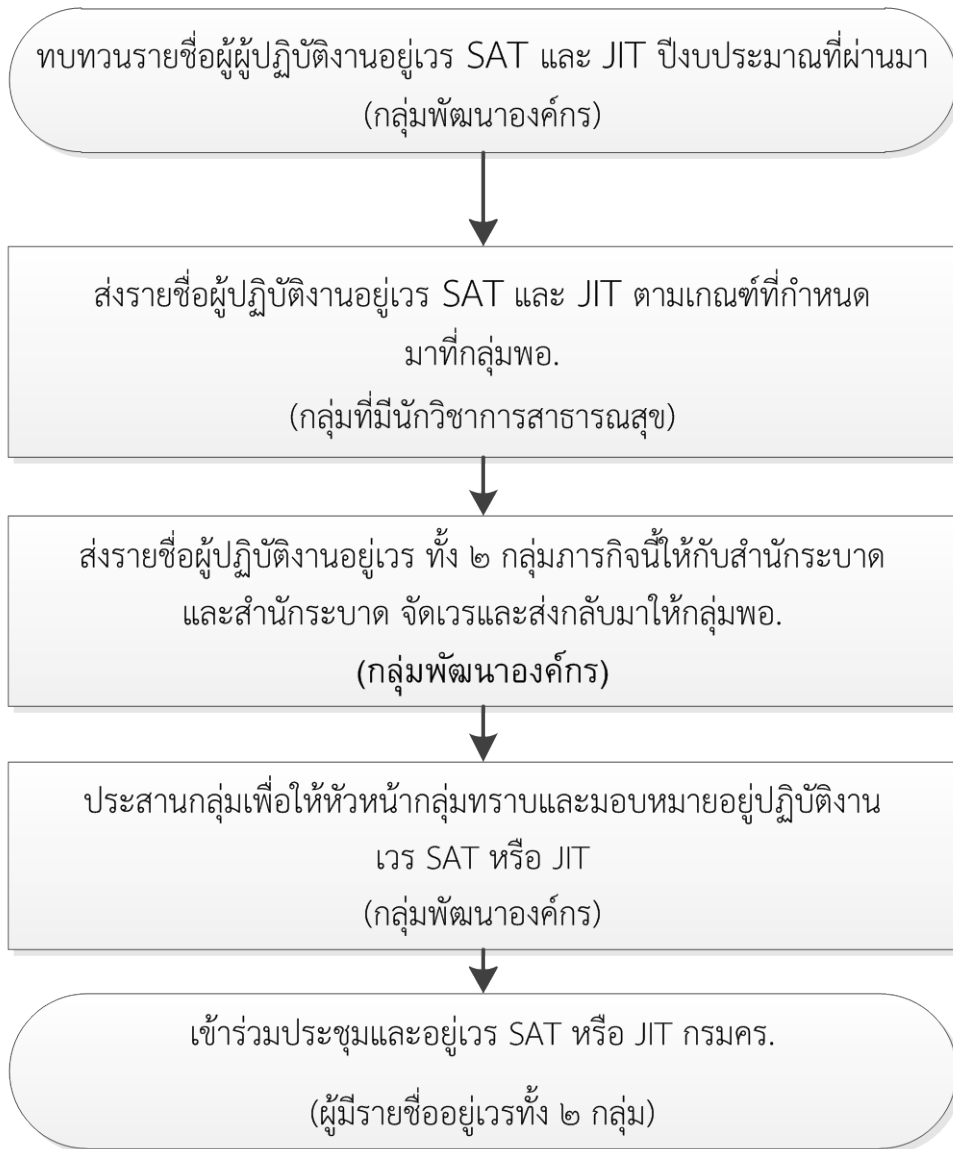 ทบทวนรายชื่อผู้ผู้ปฏิบัติงานอยู่เวร SAT และ JIT ปีงบประมาณที่ผ่านมา
(กลุ่มพัฒนาองค์กร)
ส่งรายชื่อผู้ปฏิบัติงานอยู่เวร SAT และ JIT ตามเกณฑ์ที่กำหนด
มาที่กลุ่มพอ.
(กลุ่มที่มีนักวิชาการสาธารณสุข)
ส่งรายชื่อผู้ปฏิบัติงานอยู่เวร ทั้ง ๒ กลุ่มภารกิจนี้ให้กับสำนักระบาด
และสำนักระบาด จัดเวรและส่งกลับมาให้กลุ่มพอ.
(กลุ่มพัฒนาองค์กร)
ประสานกลุ่มเพื่อให้หัวหน้ากลุ่มทราบและมอบหมายอยู่ปฏิบัติงาน
เวร SAT หรือ JIT
(กลุ่มพัฒนาองค์กร)
เข้าร่วมประชุมและอยู่เวร SAT หรือ JIT กรมคร.
(ผู้มีรายชื่ออยู่เวรทั้ง ๒ กลุ่ม)